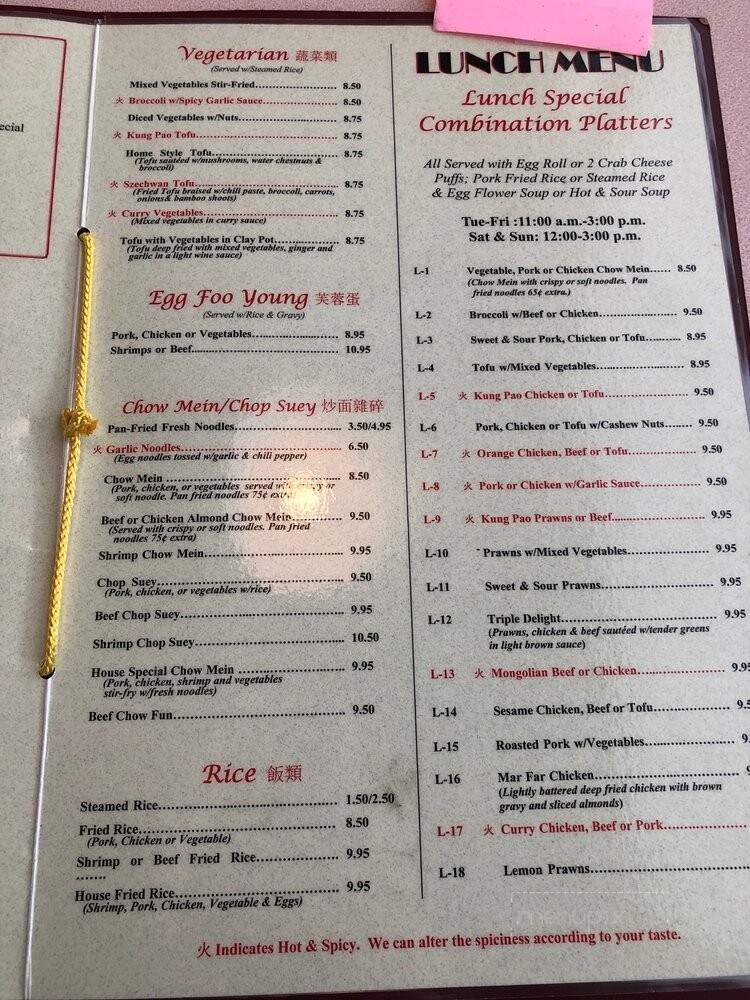 ecial
Vegetarian 蔬菜類
(Served w/Steamed Rice)
Mixed Vegetables Stir-Fried........................ 8.50
火 Broccoli w/Spicy Garlic Sauce..................... 8.50
Diced Vegetables w/Nuts........................... 8.75
火 Kung Pao Tofu..................................... 8.75
Home Style Tofu................................... 8.75
(Tofu sautéed w/mushrooms, water chestnuts &
broccoli)
火 Szechwan Tofu..................................... 8.75
(Fried Tofu braised w/chili paste, broccoli, carrots,
onions& bamboo shoots)
火 Curry Vegetables.................................. 8.75
(Mixed vegetables in curry sauce)
Tofu with Vegetables in Clay Pot.................. 8.75
(Tofu deep fried with mixed vegetables, ginger and
garlic in a light wine sauce)
Egg Foo Young 芙蓉蛋
(Served w/Rice & Gravy)
Pork, Chicken or Vegetables....................... 8.95
Shrimps or Beef................................... 10.95
Chow Mein/Chop Suey 炒面雜碎
Pan-Fried Fresh Noodles........................... 3.50/4.95
火 Garlic Noodles.................................... 6.50
(Egg noodles tossed w/garlic & chili pepper)
Chow Mein ........................................ 8.50
(Pork, chicken, or vegetables served or
soft noodle. Pan fried noodles 75¢ extra)
Beef or Chicken Almond Chow Mein.................. 9.50
(Served with crispy or soft noodles. Pan fried
noodles 75¢ extra)
Shrimp Chow Mein.................................. 9.95
Chop Suey......................................... 9.50
(Pork, chicken, or vegetables w/rice)
Beef Chop Suey.................................... 9.95
Shrimp Chop Suey.................................. 10.50
House Special Chow Mein .......................... 9.95
(Pork, chicken, shrimp and vegetables
stir-fry w/fresh noodles)
Beef Chow Fun..................................... 9.50
Rice 飯類
Steamed Rice...................................... 1.50/2.50
Fried Rice........................................ 8.50
(Pork, Chicken or Vegetable)
Shrimp or Beef Fried Rice......................... 9.95
.......
House Fried Rice.................................. 9.95
(Shrimp, Pork, Chicken, Vegetable & Eggs)
LUNCH MENU
Lunch Special
Combination Platters
All Served with Egg Roll or 2 Crab Cheese
Puffs; Pork Fried Rice or Steamed Rice
& Egg Flower Soup or Hot & Sour Soup
Tue-Fri :11:00 a.m.-3:00 p.m.
Sat & Sun: 12:00-3:00 p.m.
L-1 Vegetable, Pork or Chicken Chow Mein...... 8.50
(Chow Mein with crispy or soft noodles. Pan
fried noodles 65¢ extra.)
L-2 Broccoli w/Beef or Chicken........................ 9.50
L-3 Sweet & Sour Pork, Chicken or Tofu......... 8.95
L-4 Tofu w/Mixed Vegetables........................... 8.95
L-5 火 Kung Pao Chicken or Tofu......................... 9.50
L-6 Pork, Chicken or Tofu w/Cashew Nuts........ 9.50
L-7 火 Orange Chicken, Beef or Tofu.................... 9.50
L-8 火 Pork or Chicken w/Garlic Sauce................ 9.50
L-9 火 Kung Pao Prawns or Beef........................... 9.95
L-10 Prawns w/Mixed Vegetables....................... 9.95
L-11 Sweet & Sour Prawns................................ 9.95
L-12 Triple Delight.......................................... 9.95
(Prawns, chicken & beef sautéed w/tender greens
in light brown sauce)
L-13 火 Mongolian Beef or Chicken....................... 9.95
L-14 Sesame Chicken, Beef or Tofu.................... 9.5
L-15 Roasted Pork w/Vegetables....................... 9.
L-16 Mar Far Chicken.....................................
(Lightly battered deep fried chicken with brown
gravy and sliced almonds)
L-17 火 Curry Chicken, Beef or Pork....................
L-18 Lemon Prawns........................................
火 Indicates Hot & Spicy. We can alter the spiciness according to your taste.